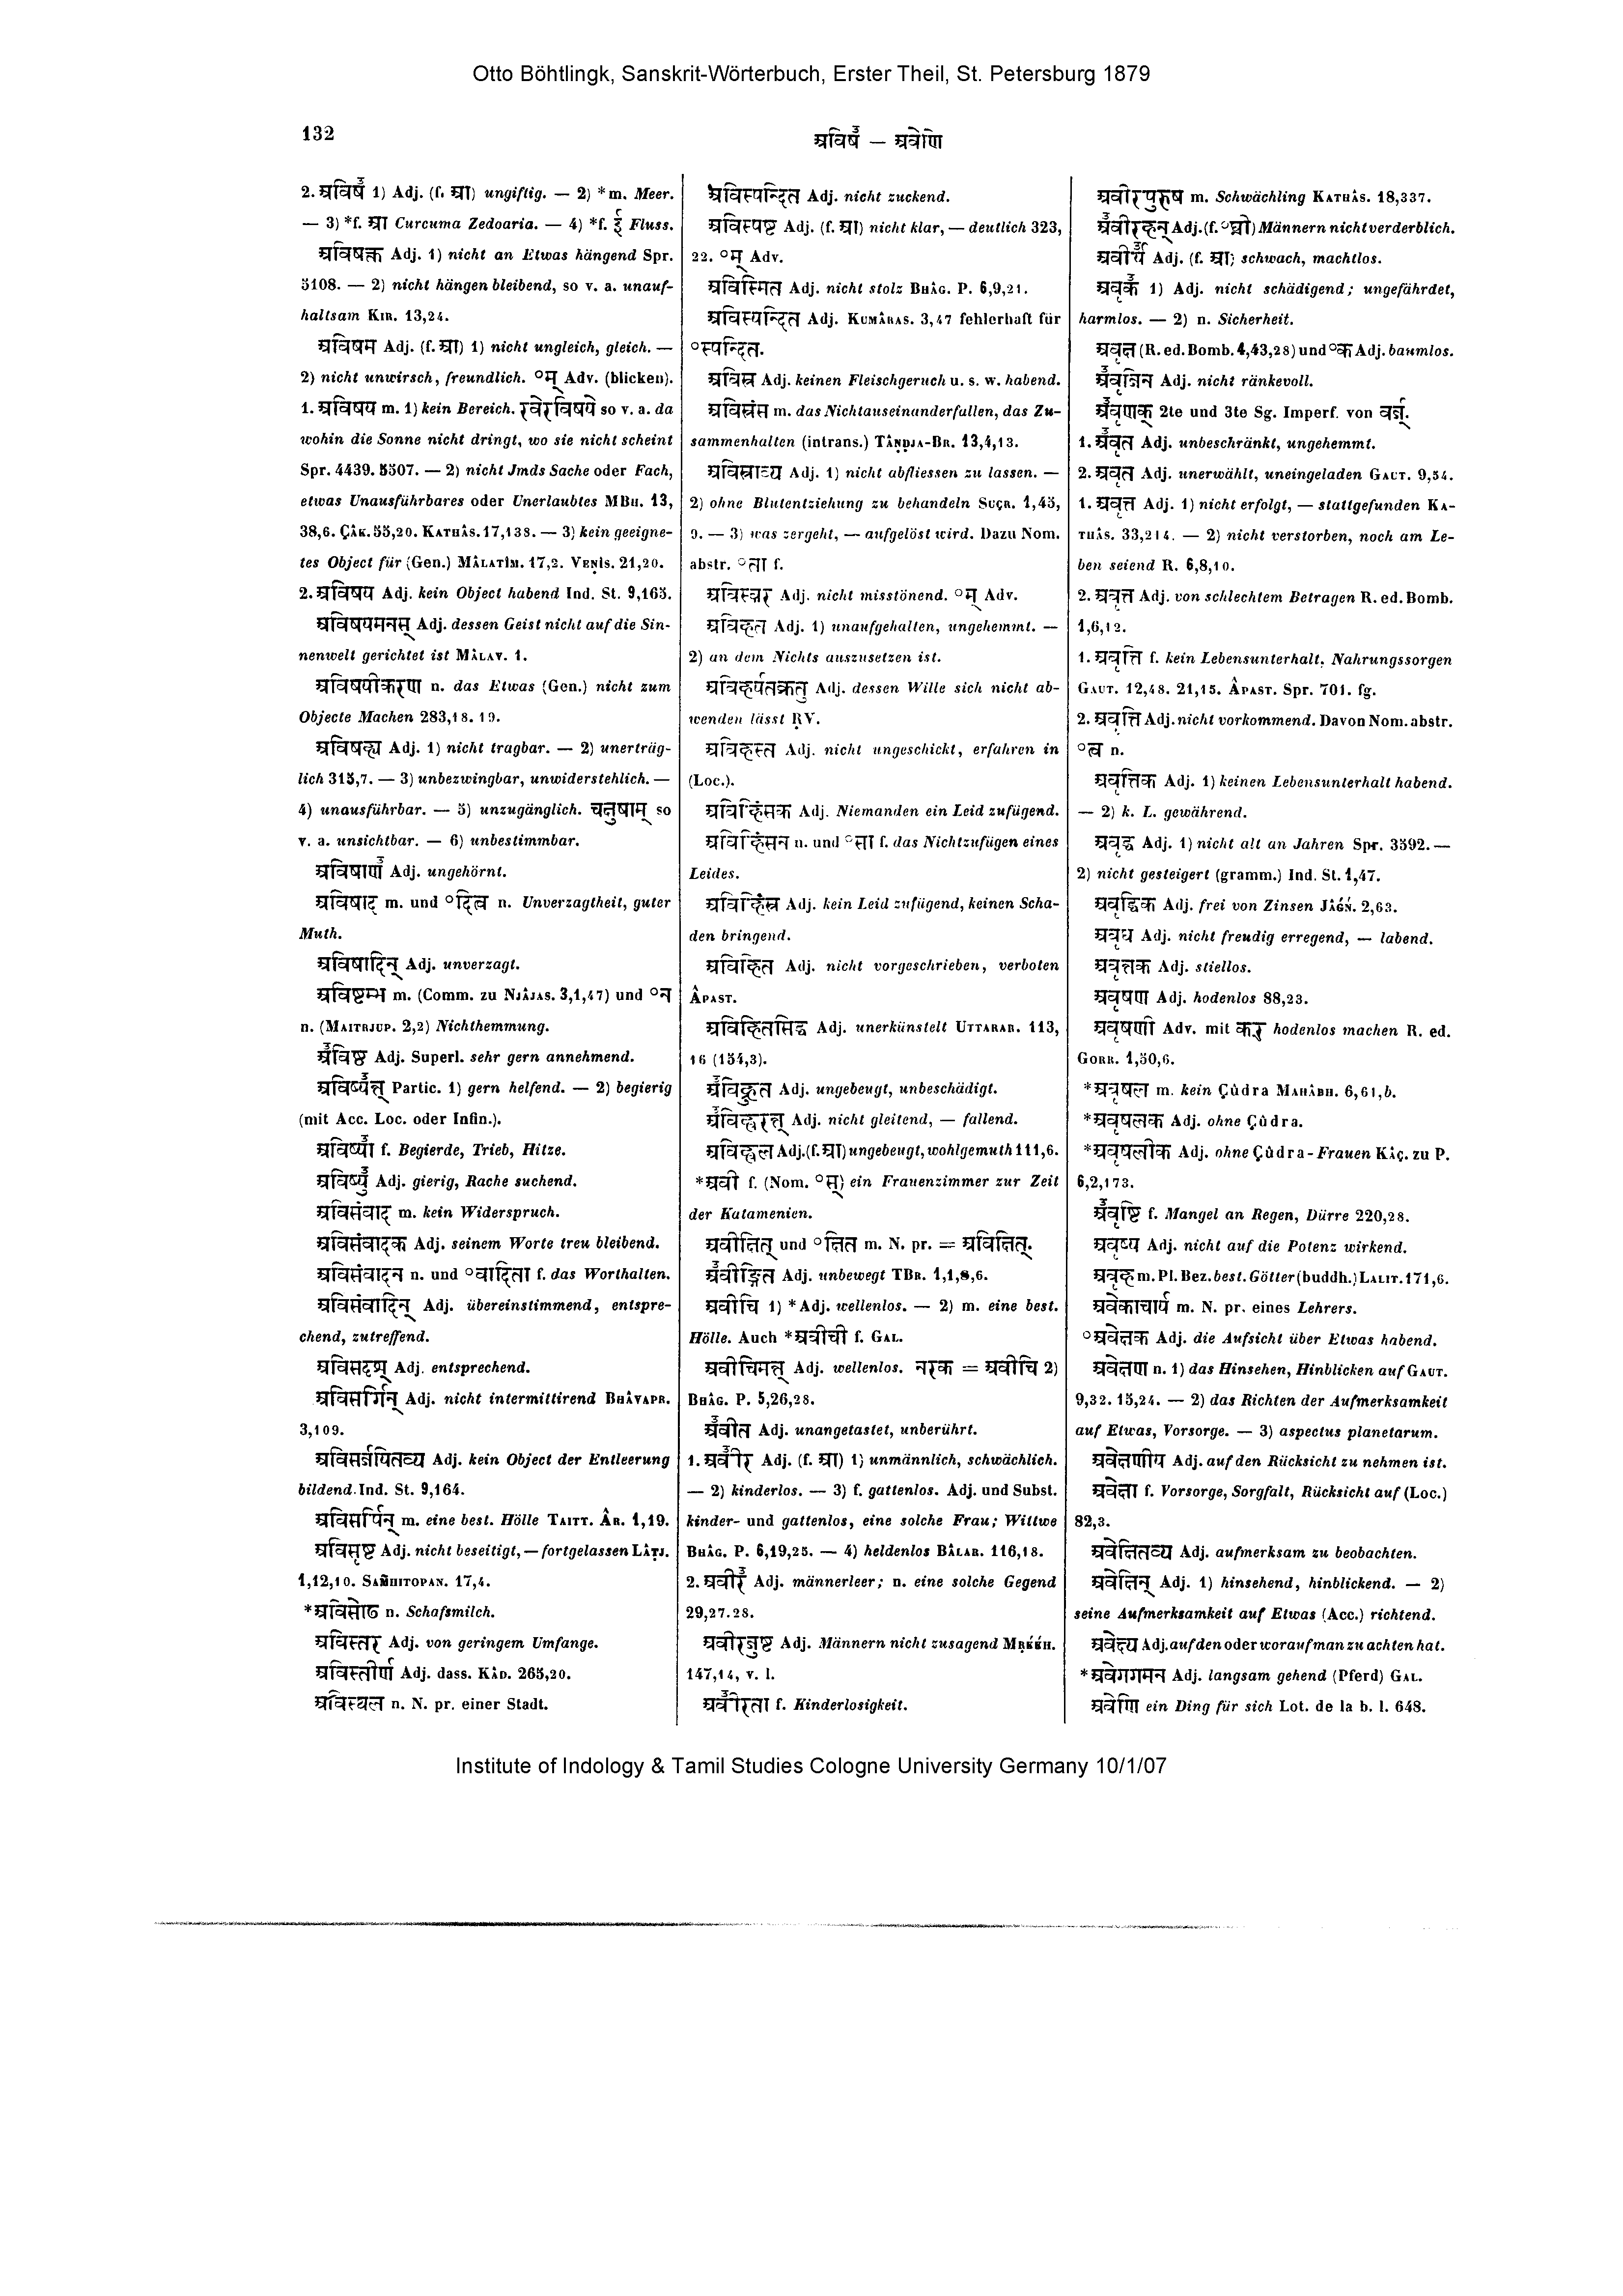 Otto Böhtlingk, Sanskrit-Wörterbuch, Erster Theil, St. Petersburg 1879
132
अविषँ — अवेणि
2. अविषँ 1) Adj. (f. आ) ungiftig. — 2) *m. Meer.
— 3) *f. आ Curcuma Zedoaria. — 4) *f. ई Fluss.
अविषक्त Adj. 1) nicht an Etwas hängend Spr.
5108. — 2) nicht hängen bleibend, so v. a. unauf-
haltsam Kir. 13,24.
अविषम Adj. (f. आ) 1) nicht ungleich, gleich. —
2) nicht unwirsch, freundlich. °म् Adv. (blicken).
1. अविषय m. 1) kein Bereich. रवेरविषये so v. a. da
wohin die Sonne nicht dringt, wo sie nicht scheint
Spr. 4439. 5507. — 2) nicht Jmds Sache oder Fach,
etwas Unausführbares oder Unerlaubtes MBh. 13,
38,6. Çâk. 55,20. Kathâs. 17,138. — 3) kein geeigne-
tes Object für (Gen.) Mâlatîm. 17,2. Veṇîs. 21,20.
2. अविषय Adj. kein Object habend Ind. St. 9,163.
अविषयमनस् Adj. dessen Geist nicht auf die Sin-
nenwelt gerichtet ist Mâlav. 1.
अविषयीकरण n. das Etwas (Gen.) nicht zum
Objecte Machen 283,18. 19.
अविषह्य Adj. 1) nicht tragbar. — 2) unerträg-
lich 315,7. — 3) unbezwingbar, unwiderstehlich. —
4) unausführbar. — 5) unzugänglich. चक्षुषाम् so
v. a. unsichtbar. — 6) unbestimmbar.
अविषाणँ Adj. ungehörnt.
अविषाद m. und °दित्व n. Unverzagtheit, guter
Muth.
अविषादिन् Adj. unverzagt.
अविष्टम्भ m. (Comm. zu Njâjas. 3,1,47) und °न
n. (Maitrjup. 2,2) Nichthemmung.
अँविष्ठ Adj. Superl. sehr gern annehmend.
अविष्यँत् Partic. 1) gern helfend. — 2) begierig
(mit Acc. Loc. oder Infin.).
अविष्याँ f. Begierde, Trieb, Hitze.
अविष्युँ Adj. gierig, Rache suchend.
अविसंवाद m. kein Widerspruch.
अविसंवादक Adj. seinem Worte treu bleibend.
अविसंवादन n. und °वादिता f. das Worthalten.
अविसंवादिन् Adj. übereinstimmend, entspre-
chend, zutreffend.
अविसदृश् Adj. entsprechend.
अविसर्गिन् Adj. nicht intermittirend Bhâvapr.
3,109.
अविसर्जयितव्य Adj. kein Object der Entleerung
bildend. Ind. St. 9,164.
अविसर्पिन् m. eine best. Hölle Taitt. Âr. 1,19.
अविसृष्ट Adj. nicht beseitigt, — fortgelassen Lâṭj.
1,12,10. Saṁhitopan. 17,4.
*अविसोढ n. Schafsmilch.
अविस्तर Adj. von geringem Umfange.
अविस्तीर्ण Adj. dass. Kâd. 265,20.
अविस्थल n. N. pr. einer Stadt.
अविस्पन्दित Adj. nicht zuckend.
अविस्पष्ट Adj. (f. आ) nicht klar, — deutlich 323,
22. °म् Adv.
अविस्मित Adj. nicht stolz Bhâg. P. 6,9,21.
अविस्यन्दित Adj. Kumâras. 3,47 fehlerhaft für
°स्पन्दित.
अविस्र Adj. keinen Fleischgeruch u. s. w. habend.
अविस्रंस m. das Nichtauseinanderfallen, das Zu-
sammenhalten (intrans.) Tâṇḍja-Br. 13,4,13.
अविस्राव्य Adj. 1) nicht abfliessen zu lassen. —
2) ohne Blutentziehung zu behandeln Suçr. 1,45,
9. — 3) was zergeht, — aufgelöst wird. Dazu Nom.
abstr. °ता f.
अविस्वर Adj. nicht misstönend. °म् Adv.
अविहत Adj. 1) unaufgehalten, ungehemmt. —
2) an dem Nichts auszusetzen ist.
अविहर्यतक्रतु Adj. dessen Wille sich nicht ab-
wenden lässt RV.
अविहस्त Adj. nicht ungeschickt, erfahren in
(Loc.).
अविहिंसक Adj. Niemanden ein Leid zufügend.
अविहिंसन n. und °सा f. das Nichtzufügen eines
Leides.
अविहिंस्र Adj. kein Leid zufügend, keinen Scha-
den bringend.
अविहित Adj. nicht vorgeschrieben, verboten
Âpast.
अविहितसिद्ध Adj. unerkünstelt Uttarar. 113,
16 (154,3).
अँविह्रुत Adj. ungebeugt, unbeschädigt.
अँविह्वरत् Adj. nicht gleitend, — fallend.
अविह्वल Adj. (f. आ) ungebeugt, wohlgemuth 111,6.
*अवी f. (Nom. °स्) ein Frauenzimmer zur Zeit
der Katamenien.
अवीक्षित् und °क्षित m. N. pr. = अविक्षित्.
अँवीङ्गित Adj. unbewegt TBr. 1,1,8,6.
अवीचि 1) *Adj. wellenlos. — 2) m. eine best.
Hölle. Auch *अवीची f. Gal.
अवीचिमत् Adj. wellenlos. नरक = अवीचि 2)
Bhâg. P. 5,26,28.
अँवीत Adj. unangetastet, unberührt.
1. अवीँर Adj. (f. आ) 1) unmännlich, schwächlich.
— 2) kinderlos. — 3) f. gattenlos. Adj. und Subst.
kinder- und gattenlos, eine solche Frau; Wittwe
Bhâg. P. 6,19,25. — 4) heldenlos Bâlar. 116,18.
2. अवीरँ Adj. männerleer; n. eine solche Gegend
29,27.28.
अवीरजुष्ट Adj. Männern nicht zusagend Mṛkkh.
147,14, v. l.
अवीँरता f. Kinderlosigkeit.
अवीरपुरुष m. Schwächling Kathâs. 18,337.
अँवीरहन् Adj. (f. °घ्नी) Männern nicht verderblich.
अवीर्यँ Adj. (f. आ) schwach, machtlos.
अवृकँ 1) Adj. nicht schädigend; ungefährdet,
harmlos. — 2) n. Sicherheit.
अवृक्ष (R. ed. Bomb. 4,43,28) und °क Adj. baumlos.
अँवृजिन Adj. nicht ränkevoll.
अँवृणक् 2te und 3te Sg. Imperf. von वर्ज्.
1. अँवृत Adj. unbeschränkt, ungehemmt.
2. अवृत Adj. unerwählt, uneingeladen Gaut. 9,54.
1. अवृत्त Adj. 1) nicht erfolgt, — stattgefunden Ka-
thâs. 33,214. — 2) nicht verstorben, noch am Le-
ben seiend R. 6,8,10.
2. अवृत्त Adj. von schlechtem Betragen R. ed. Bomb.
1,6,12.
1. अवृत्ति f. kein Lebensunterhalt, Nahrungssorgen
Gaut. 12,48. 21,15. Âpast. Spr. 701. fg.
2. अवृत्ति Adj. nicht vorkommend. Davon Nom. abstr.
°त्व n.
अवृत्तिक Adj. 1) keinen Lebensunterhalt habend.
— 2) k. L. gewährend.
अवृद्ध Adj. 1) nicht alt an Jahren Spr. 3592. —
2) nicht gesteigert (gramm.) Ind. St. 1,47.
अवृद्धिक Adj. frei von Zinsen Jâǵń. 2,63.
अवृध Adj. nicht freudig erregend, — labend.
अवृन्तक Adj. stiellos.
अवृषण Adj. hodenlos 88,23.
अवृषणी Adv. mit कर् hodenlos machen R. ed.
Gorr. 1,50,6.
*अवृषल m. kein Çûdra Mahâbh. 6,61,b.
*अवृषलक Adj. ohne Çûdra.
*अवृषलीक Adj. ohne Çûdra-Frauen Kâç. zu P.
6,2,173.
अँवृष्टि f. Mangel an Regen, Dürre 220,28.
अवृष्य Adj. nicht auf die Potenz wirkend.
अवृह m. Pl. Bez. best. Götter (buddh.) Lalit. 171,6.
अवेकाचार्य m. N. pr. eines Lehrers.
°अवेक्षक Adj. die Aufsicht über Etwas habend.
अवेक्षण n. 1) das Hinsehen, Hinblicken auf Gaut.
9,32. 15,24. — 2) das Richten der Aufmerksamkeit
auf Etwas, Vorsorge. — 3) aspectus planetarum.
अवेक्षणीय Adj. auf den Rücksicht zu nehmen ist.
अवेक्षा f. Vorsorge, Sorgfalt, Rücksicht auf (Loc.)
82,3.
अवेक्षितव्य Adj. aufmerksam zu beobachten.
अवेक्षिन् Adj. 1) hinsehend, hinblickend. — 2)
seine Aufmerksamkeit auf Etwas (Acc.) richtend.
अवेक्ष्य Adj. auf den oder worauf man zu achten hat.
*अवेगगमन Adj. langsam gehend (Pferd) Gal.
अवेणि ein Ding für sich Lot. de la b. l. 648.
Institute of Indology & Tamil Studies Cologne University Germany 10/1/07